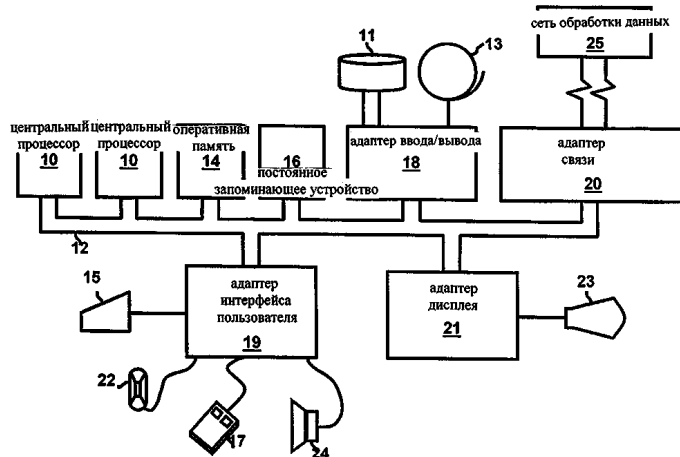 сеть обработки данных
25
11
13
центральный процессор
10
центральный процессор
10
оперативная память
14
16
постоянное запоминающее устройство
адаптер ввода/вывода
18
адаптер связи
20
12
15
адаптер интерфейса пользователя
19
адаптер дисплея
21
23
22
17
24